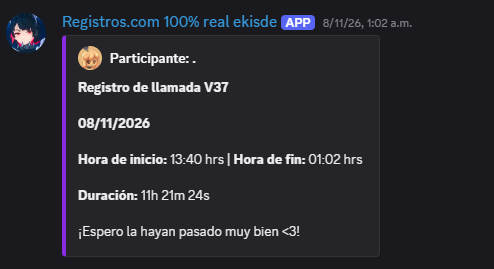 Registros.com 100% real ekisde APP 8/11/26, 1:02 a.m.
Participante: .
Registro de llamada V37
08/11/2026
Hora de inicio: 13:40 hrs | Hora de fin: 01:02 hrs
Duración: 11h 21m 24s
¡Espero la hayan pasado muy bien <3!